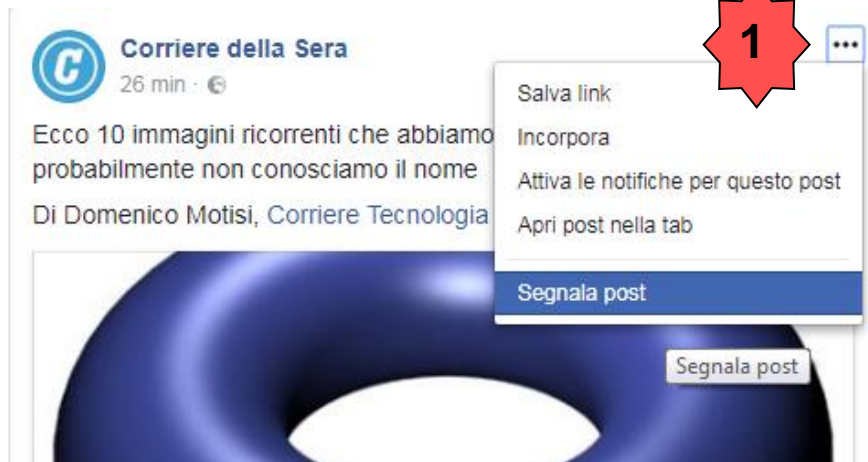 Corriere della Sera
26 min ·
1
...
Salva link
Ecco 10 immagini ricorrenti che abbiamo
Incorpora
probabilmente non conosciamo il nome
Attiva le notifiche per questo post
Di Domenico Motisi, Corriere Tecnologia
Apri post nella tab
Segnala post
Segnala post